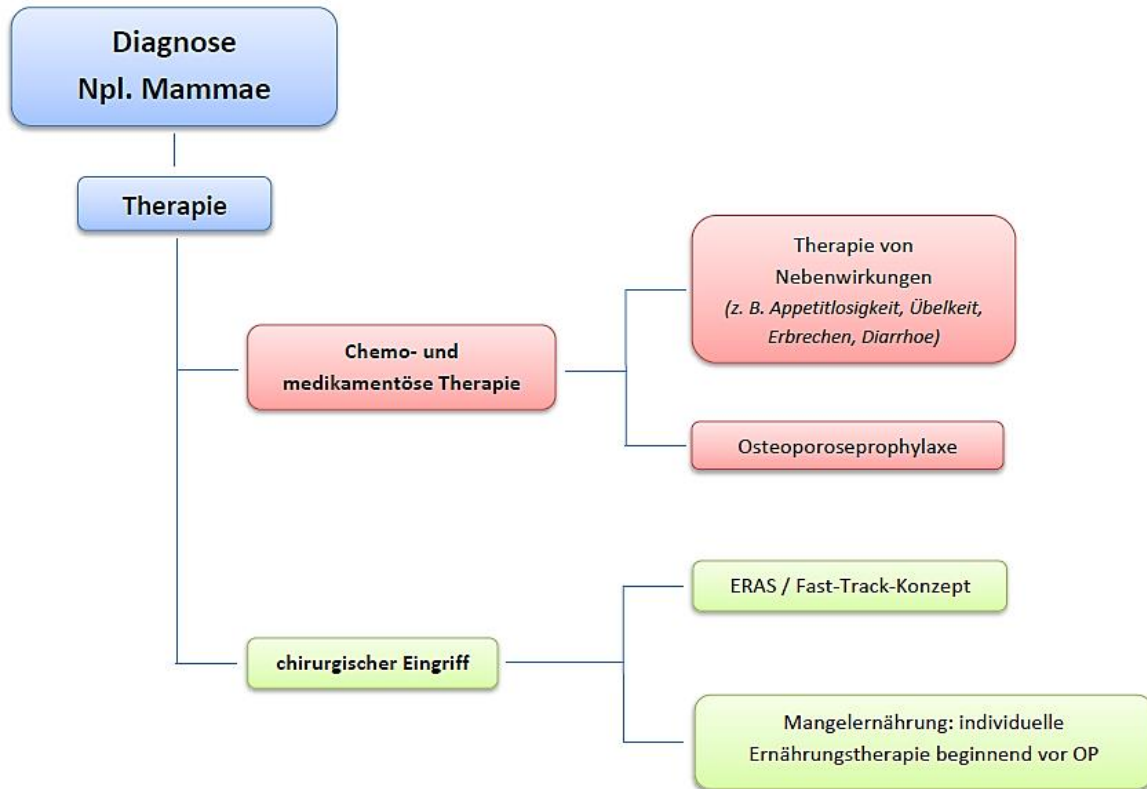 Diagnose
Npl. Mammae
Therapie
Therapie von
Nebenwirkungen
(z. B. Appetitlosigkeit, Übelkeit,
Erbrechen, Diarrhoe)
Chemo- und
medikamentöse Therapie
Osteoporoseprophylaxe
ERAS / Fast-Track-Konzept
chirurgischer Eingriff
Mangelernährung: individuelle
Ernährungstherapie beginnend vor OP